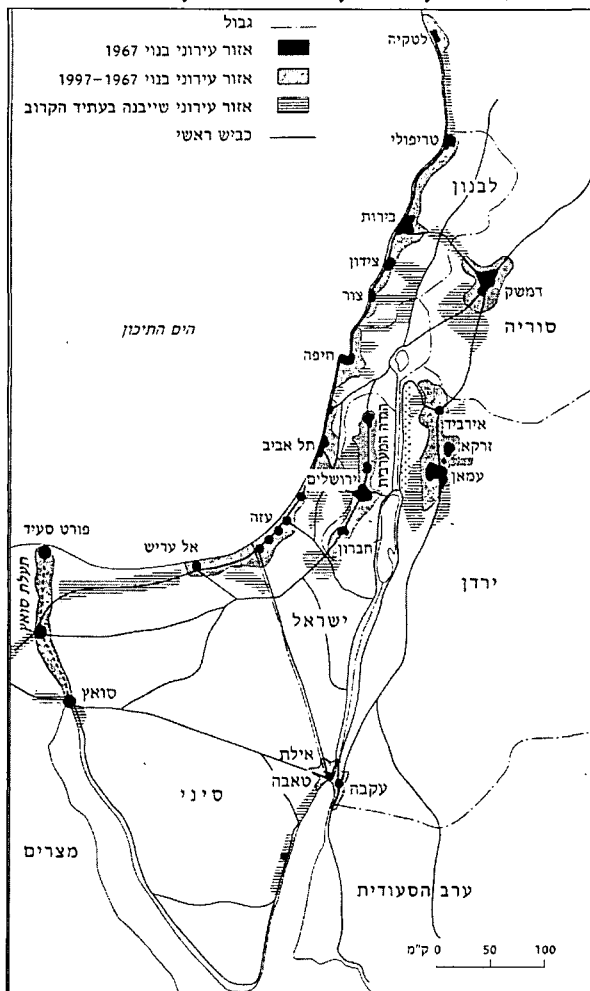 גבול
אזור עירוני בנוי 1967
אזור עירוני בנוי 1967–1997
אזור עירוני שייבנה בעתיד הקרוב
כביש ראשי
לטקיה
טריפולי
לבנון
בירות
צידון
דמשק
צור
סוריה
הים התיכון
חיפה
אירביד
הגדה המערבית
זרקא
תל אביב
עמאן
ירושלים
עזה
פורט סעיד
אל עריש
חברון
תעלת סואץ
ירדן
ישראל
סואץ
אילת
טאבה
עקבה
סיני
מצרים
ערב הסעודית
ק"מ
0 50 100